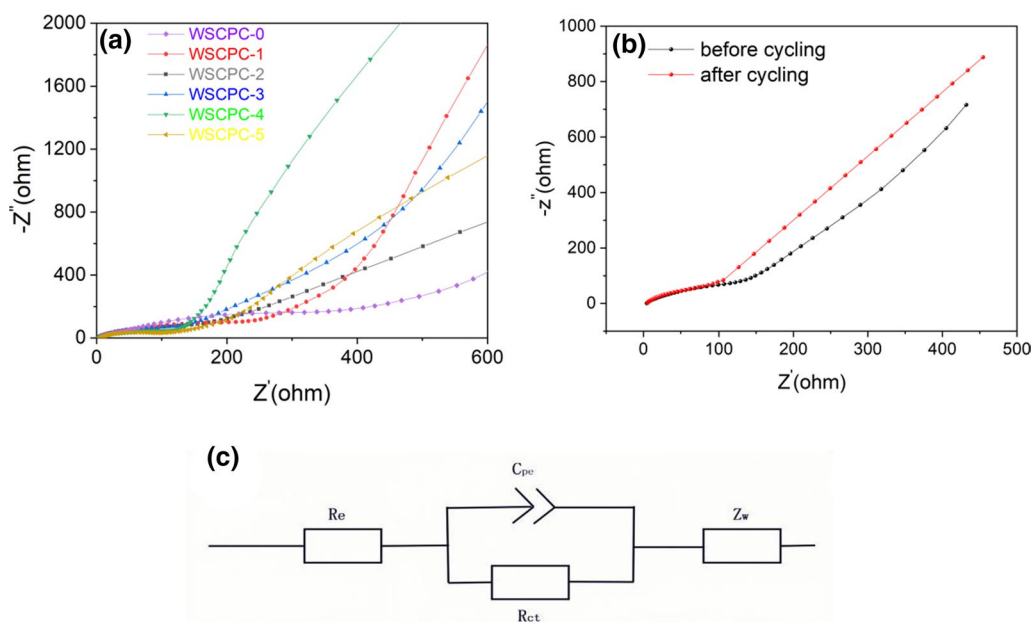 (a)
WSCPC-0
WSCPC-1
WSCPC-2
WSCPC-3
WSCPC-4
WSCPC-5
2000
1600
1200
800
400
0
0 200 400 600
-Z''(ohm)
Z'(ohm)
(b)
before cycling
after cycling
1000
800
600
400
200
0
0 100 200 300 400 500
-z''(ohm)
Z'(ohm)
(c)
Cpe
Re
Zw
Rct